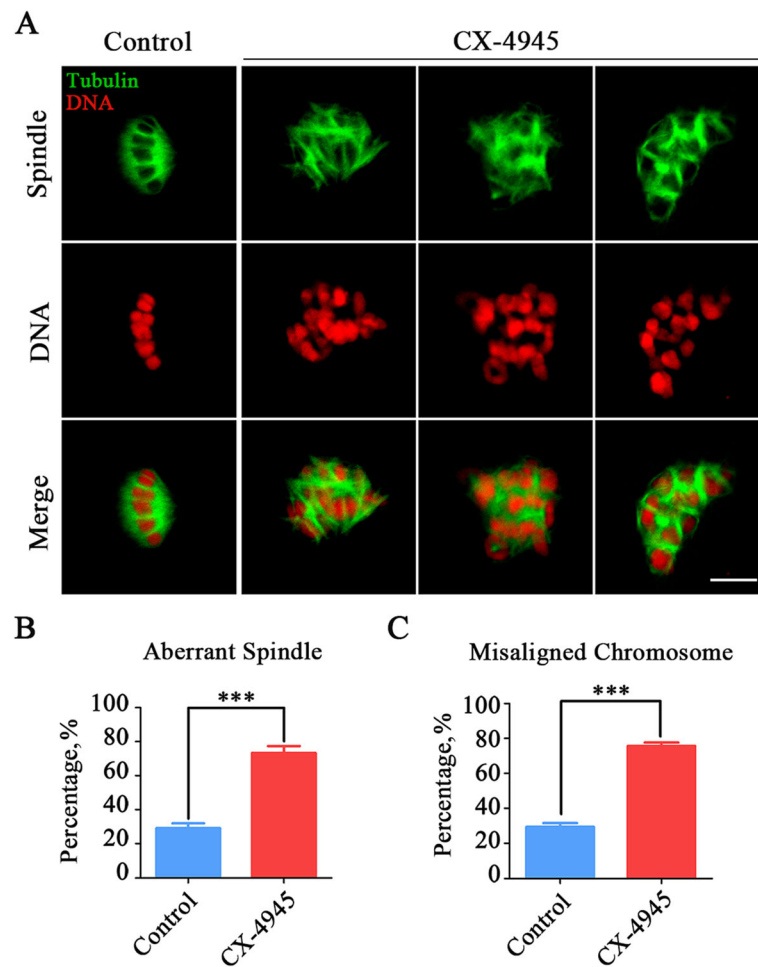 A
Control
CX-4945
Tubulin
DNA
Spindle
DNA
Merge
B
Aberrant Spindle
***
Percentage,%
100
80
60
40
20
0
Control
CX-4945
C
Misaligned Chromosome
***
Percentage,%
100
80
60
40
20
0
Control
CX-4945